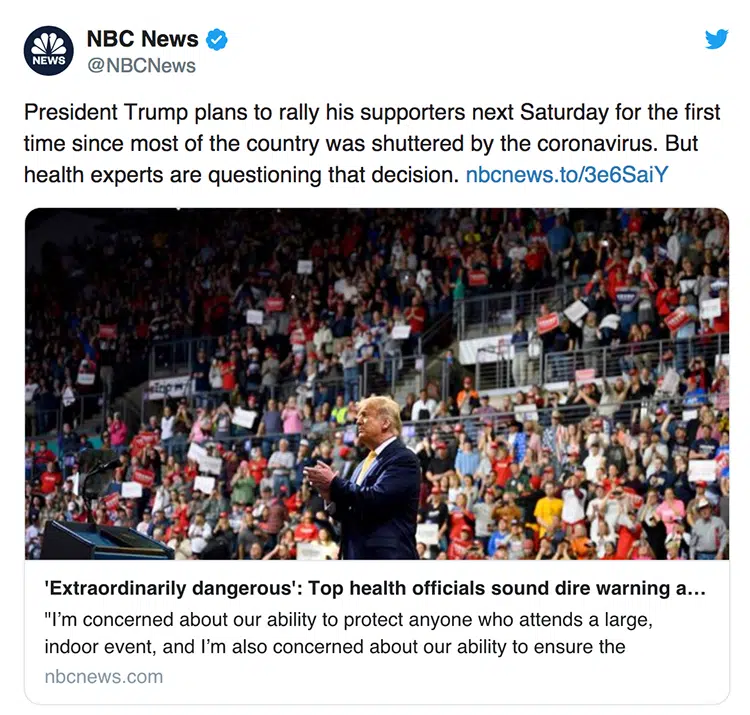 NBC News
NEWS
@NBCNews
President Trump plans to rally his supporters next Saturday for the first
time since most of the country was shuttered by the coronavirus. But
health experts are questioning that decision. nbcnews.to/3e6SaiY
'Extraordinarily dangerous': Top health officials sound dire warning a...
"I’m concerned about our ability to protect anyone who attends a large,
indoor event, and I’m also concerned about our ability to ensure the
nbcnews.com